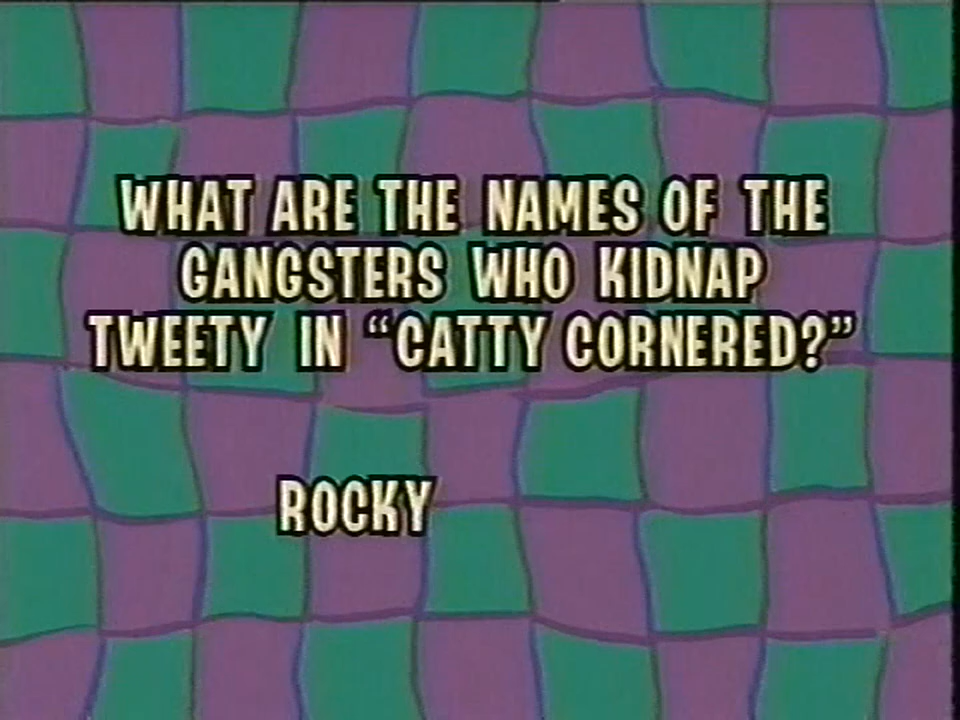 WHAT ARE THE NAMES OF THE
GANGSTERS WHO KIDNAP
TWEETY IN “CATTY CORNERED?”
ROCKY